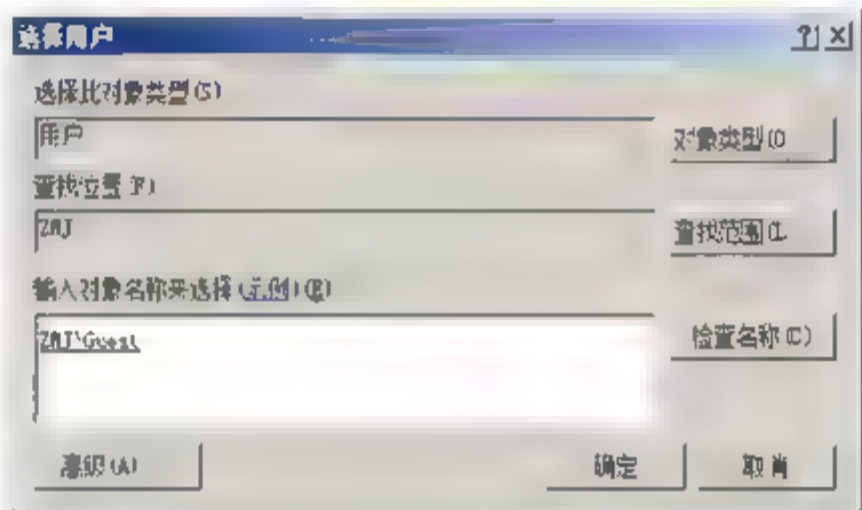 选择用户
选择此对象类型(S)
用户
对象类型(O
查找位置(F)
ZMJ
查找范围(L
输入对象名称来选择(示例)(E)
ZMJ\Guest
检查名称(C)
高级(A)
确定
取消